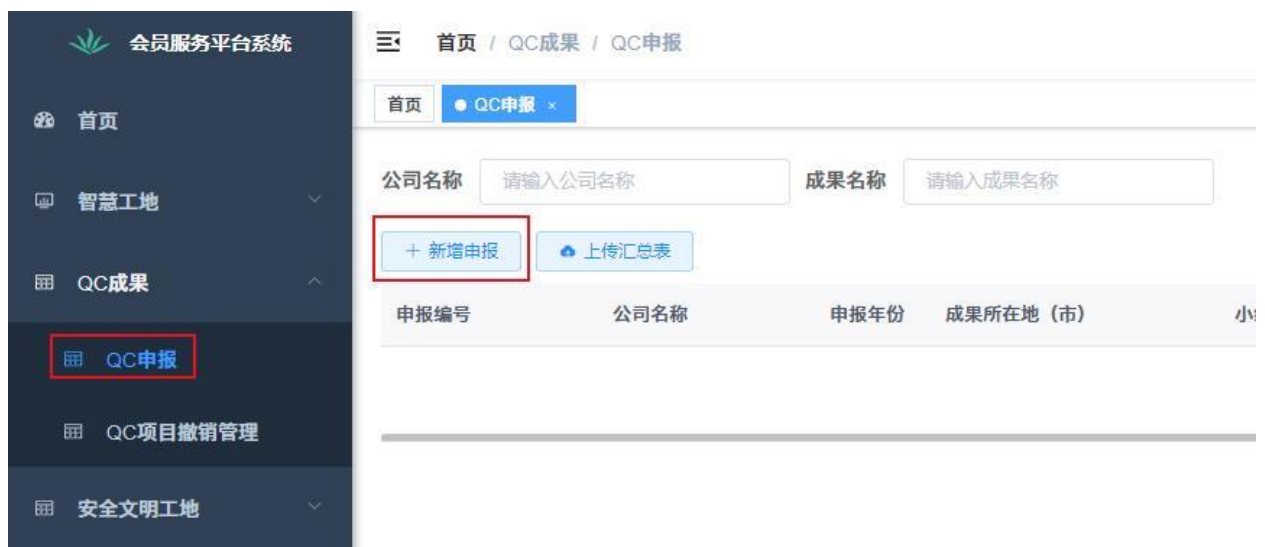 会员服务平台系统
首页 / QC成果 / QC申报
首页
QC申报 ×
首页
智慧工地
QC成果
QC申报
QC项目撤销管理
安全文明工地
公司名称 请输入公司名称 成果名称 请输入成果名称
+ 新增申报 上传汇总表
申报编号 公司名称 申报年份 成果所在地（市） 小